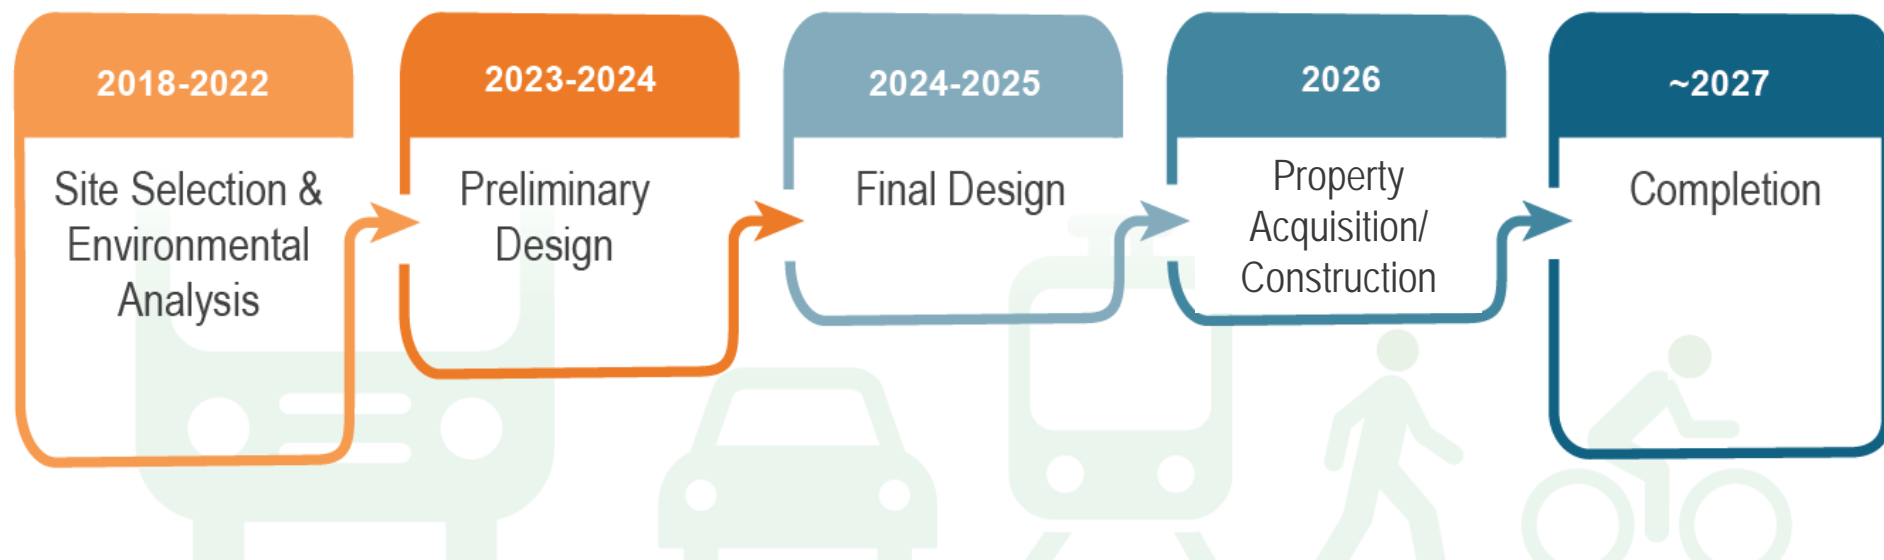 2018-2022
Site Selection &
Environmental
Analysis
2023-2024
Preliminary
Design
2024-2025
Final Design
2026
Property
Acquisition/
Construction
~2027
Completion